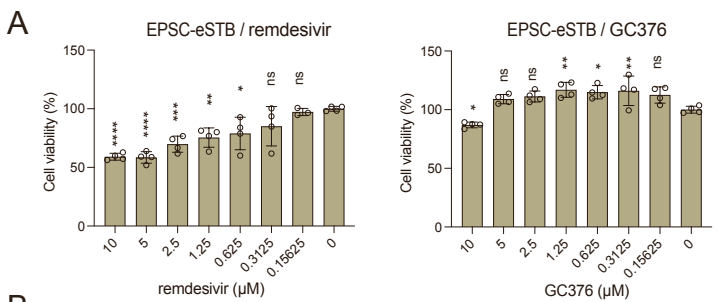 A
EPSC-eSTB / remdesivir
Cell viability (%)
150
100
50
0
****
****
***
**
*
ns
ns
10
5
2.5
1.25
0.625
0.3125
0.15625
0
remdesivir (µM)
EPSC-eSTB / GC376
Cell viability (%)
150
100
50
0
*
ns
ns
**
*
**
ns
10
5
2.5
1.25
0.625
0.3125
0.15625
0
GC376 (µM)